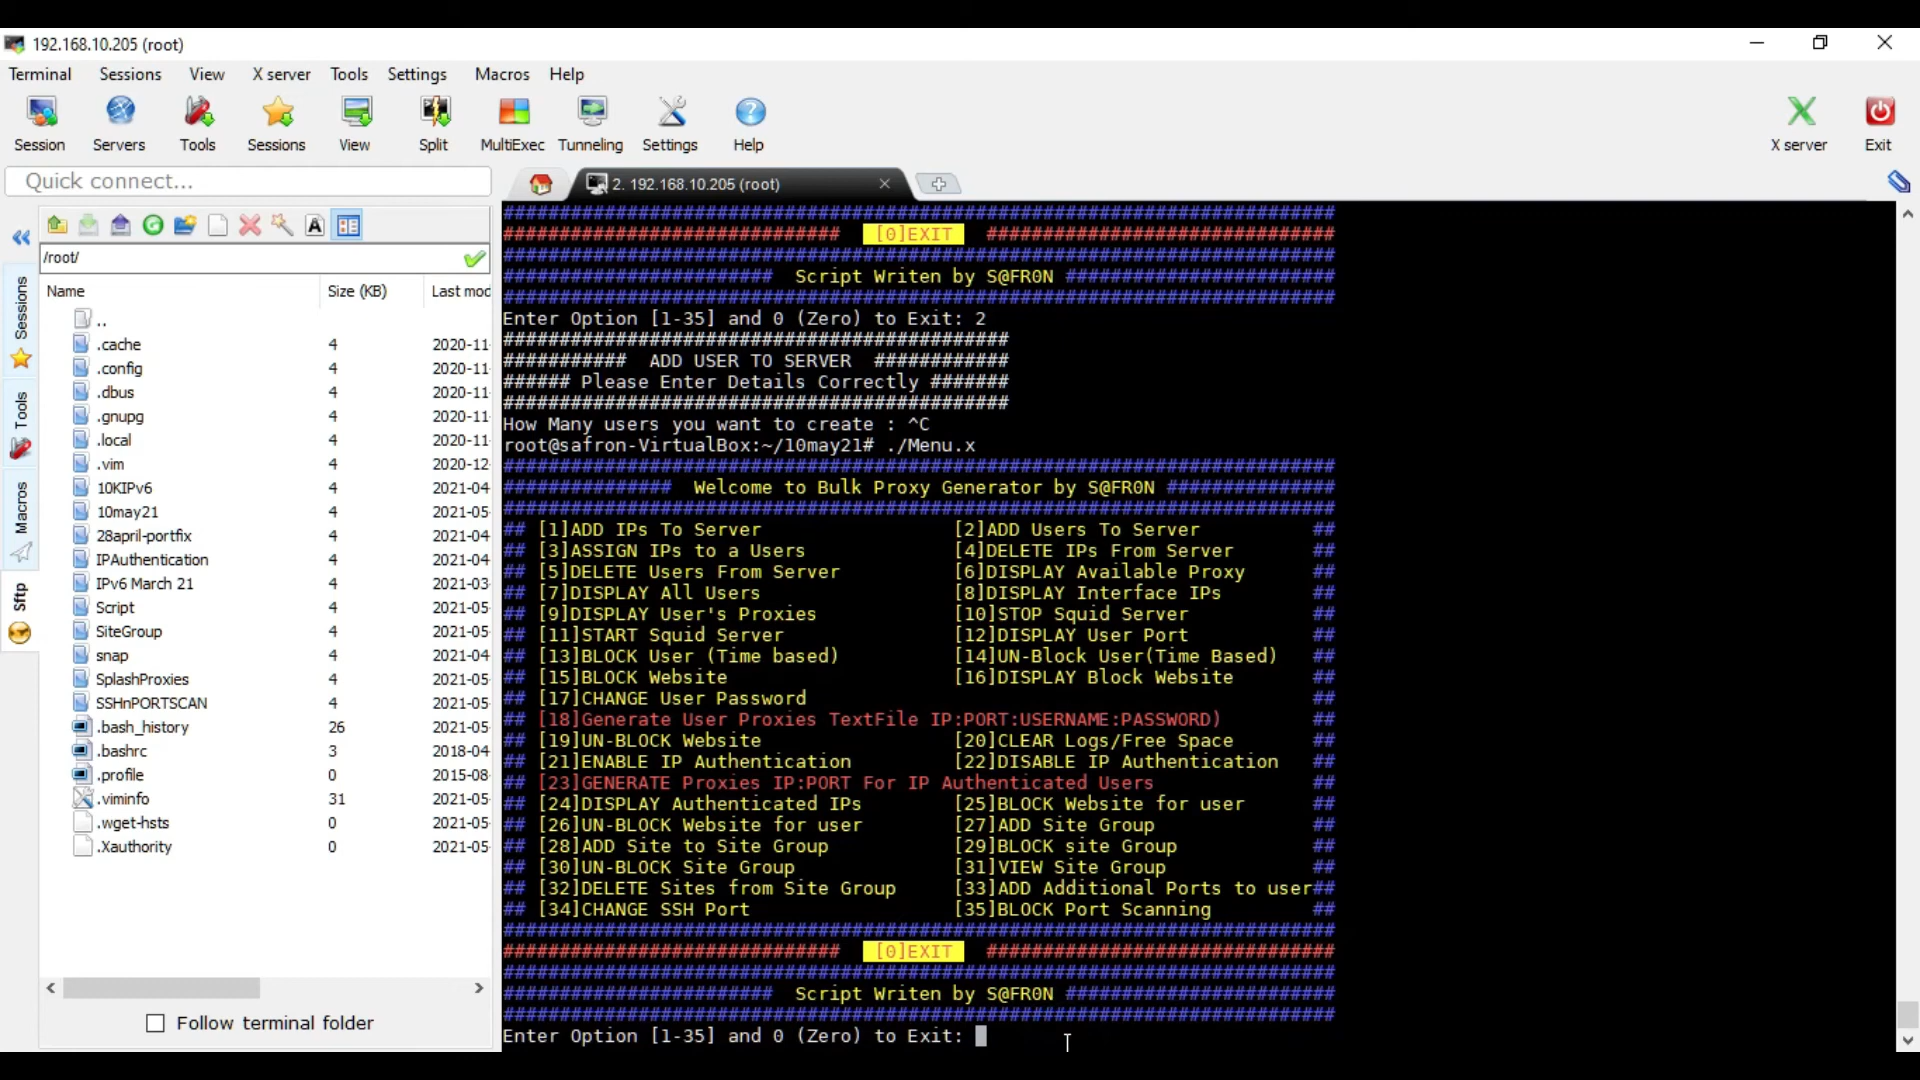 192.168.10.205 (root)
Terminal Sessions View X server Tools Settings Macros Help
Session Servers Tools Sessions View Split MultiExec Tunneling Settings Help X server Exit
Quick connect...
2. 192.168.10.205 (root)
/root/
Name Size (KB) Last mod
..
.cache 4 2020-11-
.config 4 2020-11-
.dbus 4 2020-11-
.gnupg 4 2020-11-
.local 4 2020-11-
.vim 4 2020-12-
10KIPv6 4 2021-04-
10may21 4 2021-05-
28april-portfix 4 2021-04-
IPAuthentication 4 2021-04-
IPv6 March 21 4 2021-03-
Script 4 2021-05-
SiteGroup 4 2021-05-
snap 4 2021-04-
SplashProxies 4 2021-05-
SSHnPORTSCAN 4 2021-05-
.bash_history 26 2021-05-
.bashrc 3 2018-04-
.profile 0 2015-08-
.viminfo 31 2021-05-
.wget-hsts 0 2021-05-
.Xauthority 0 2021-05-
Follow terminal folder
Sessions
Tools
Macros
Sftp
##########################################################################
############################## [0]EXIT ###############################
##########################################################################
######################## Script Writen by S@FR0N ########################
##########################################################################
Enter Option [1-35] and 0 (Zero) to Exit: 2
#############################################
########### ADD USER TO SERVER ############
###### Please Enter Details Correctly #######
#############################################
How Many users you want to create : ^C
root@safron-VirtualBox:~/10may21# ./Menu.x
##########################################################################
############### Welcome to Bulk Proxy Generator by S@FR0N ###############
##########################################################################
## [1]ADD IPs To Server [2]ADD Users To Server ##
## [3]ASSIGN IPs to a Users [4]DELETE IPs From Server ##
## [5]DELETE Users From Server [6]DISPLAY Available Proxy ##
## [7]DISPLAY All Users [8]DISPLAY Interface IPs ##
## [9]DISPLAY User's Proxies [10]STOP Squid Server ##
## [11]START Squid Server [12]DISPLAY User Port ##
## [13]BLOCK User (Time based) [14]UN-Block User(Time Based) ##
## [15]BLOCK Website [16]DISPLAY Block Website ##
## [17]CHANGE User Password ##
## [18]Generate User Proxies TextFile IP:PORT:USERNAME:PASSWORD) ##
## [19]UN-BLOCK Website [20]CLEAR Logs/Free Space ##
## [21]ENABLE IP Authentication [22]DISABLE IP Authentication ##
## [23]GENERATE Proxies IP:PORT For IP Authenticated Users ##
## [24]DISPLAY Authenticated IPs [25]BLOCK Website for user ##
## [26]UN-BLOCK Website for user [27]ADD Site Group ##
## [28]ADD Site to Site Group [29]BLOCK site Group ##
## [30]UN-BLOCK Site Group [31]VIEW Site Group ##
## [32]DELETE Sites from Site Group [33]ADD Additional Ports to user##
## [34]CHANGE SSH Port [35]BLOCK Port Scanning ##
##########################################################################
############################## [0]EXIT ###############################
##########################################################################
######################## Script Writen by S@FR0N ########################
##########################################################################
Enter Option [1-35] and 0 (Zero) to Exit: